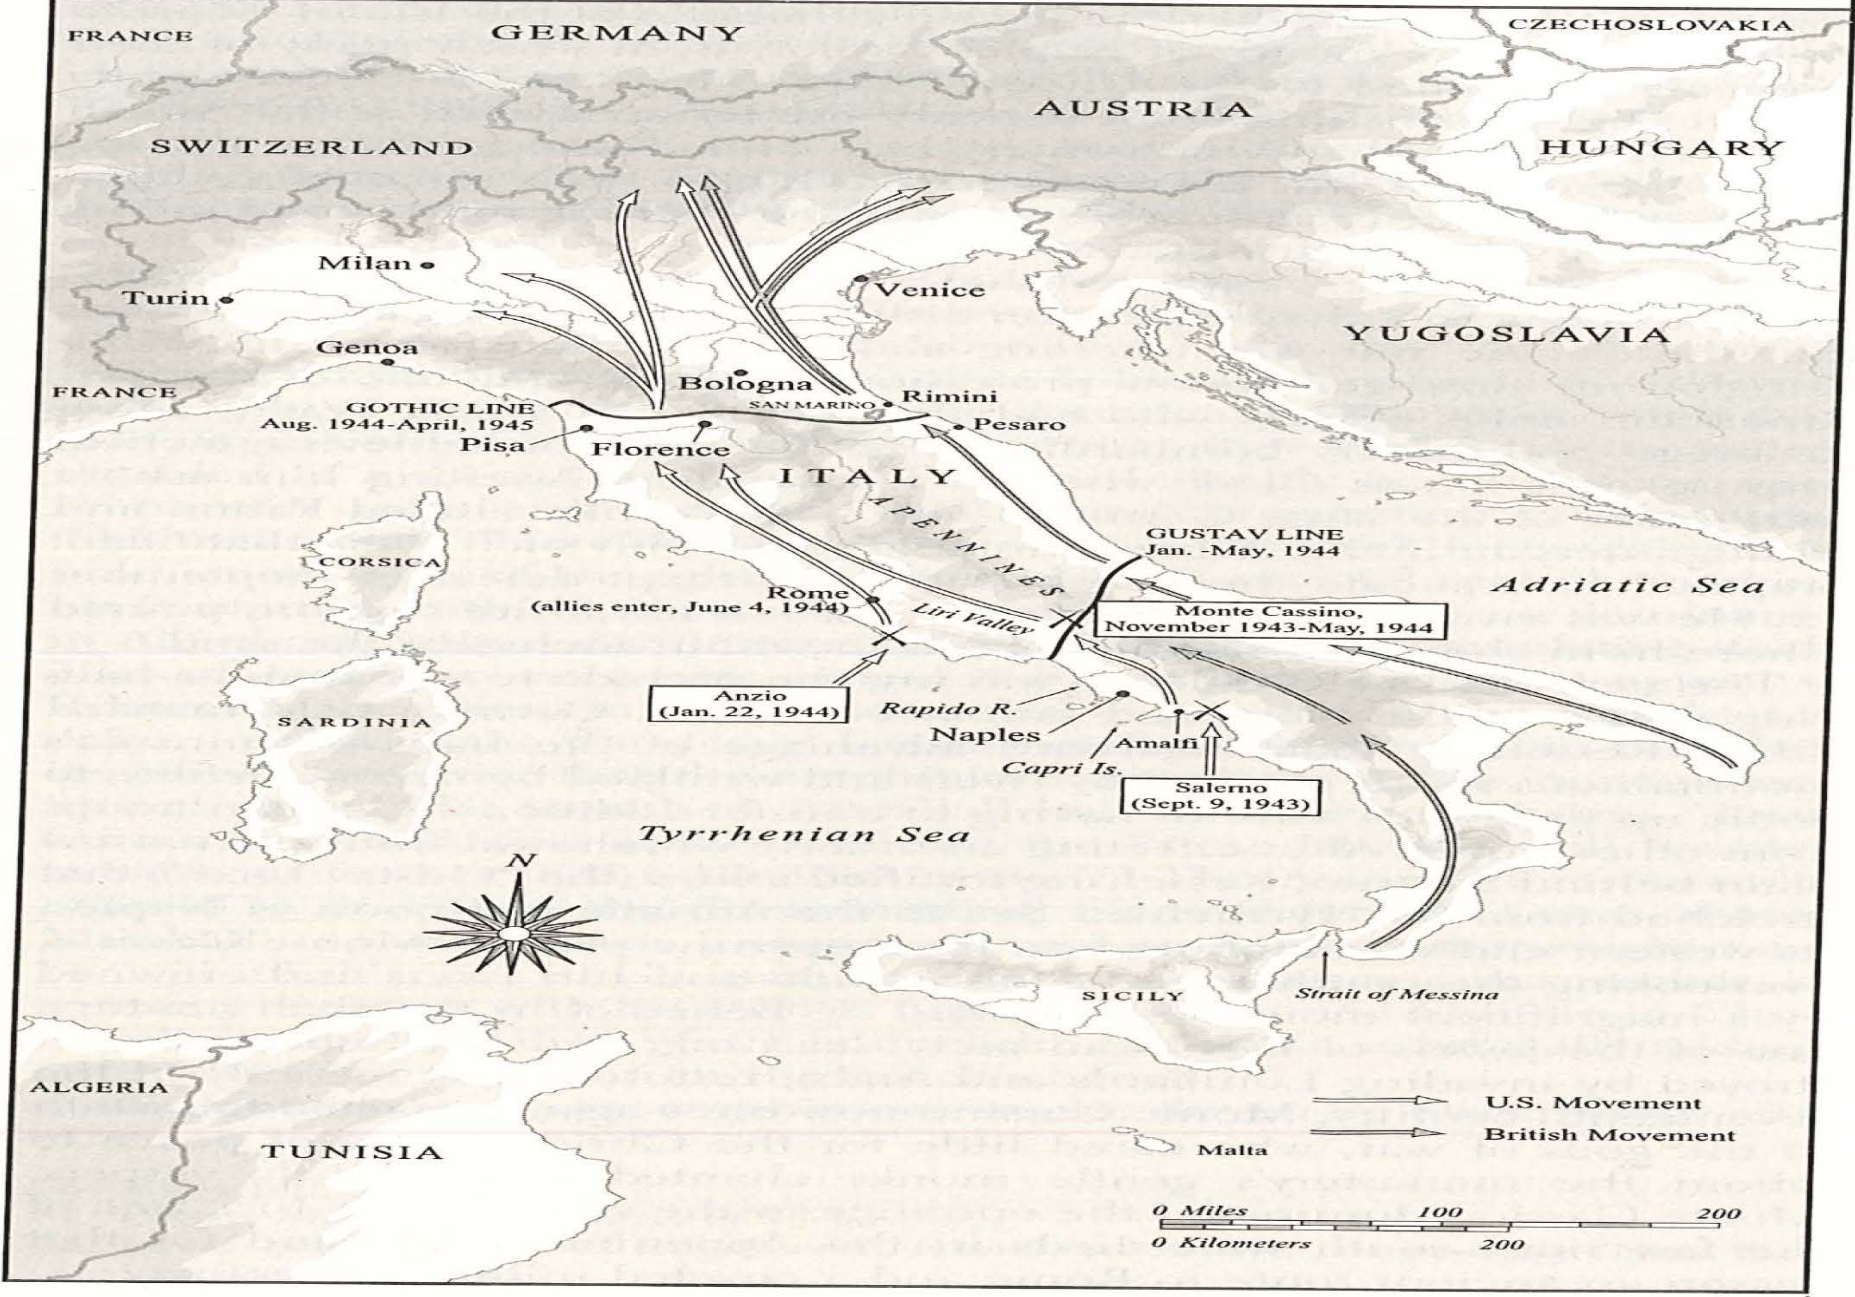 FRANCE
GERMANY
CZECHOSLOVAKIA
AUSTRIA
SWITZERLAND
HUNGARY
Milan
Turin
Venice
YUGOSLAVIA
Genoa
Bologna
FRANCE
SAN MARINO
Rimini
GOTHIC LINE
Aug. 1944-April, 1945
Pisa
Florence
Pesaro
ITALY
APENNINES
GUSTAV LINE
Jan. -May, 1944
CORSICA
Adriatic Sea
Rome
(allies enter, June 4, 1944)
Liri Valley
Monte Cassino,
November 1943-May, 1944
Anzio
(Jan. 22, 1944)
Rapido R.
SARDINIA
Naples
Amalfi
Capri Is.
Salerno
(Sept. 9, 1943)
Tyrrhenian Sea
N
SICILY
Strait of Messina
ALGERIA
U.S. Movement
British Movement
TUNISIA
Malta
0 Miles 100 200
0 Kilometers 200